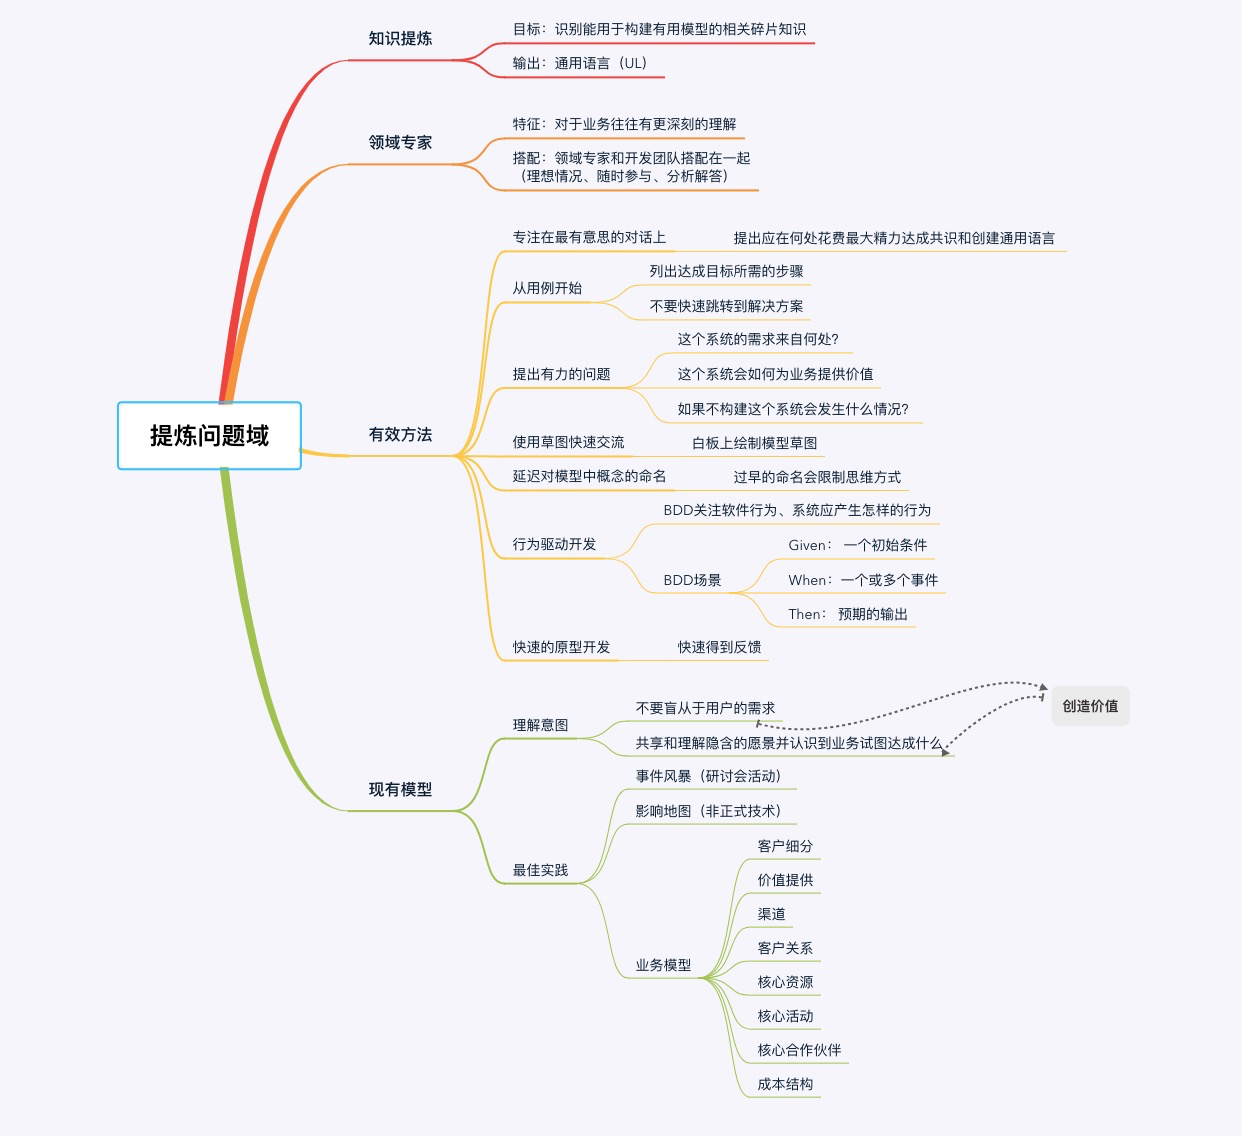 提炼问题域
知识提炼
目标：识别能用于构建有用模型的相关碎片知识
输出：通用语言（UL）
领域专家
特征：对于业务往往有更深刻的理解
搭配：领域专家和开发团队搭配在一起
（理想情况、随时参与、分析解答）
有效方法
专注在最有意思的对话上
提出应在何处花费最大精力达成共识和创建通用语言
从用例开始
列出达成目标所需的步骤
不要快速跳转到解决方案
提出有力的问题
这个系统的需求来自何处？
这个系统会如何为业务提供价值
如果不构建这个系统会发生什么情况？
使用草图快速交流
白板上绘制模型草图
延迟对模型中概念的命名
过早的命名会限制思维方式
行为驱动开发
BDD关注软件行为、系统应产生怎样的行为
BDD场景
Given： 一个初始条件
When：一个或多个事件
Then： 预期的输出
快速的原型开发
快速得到反馈
现有模型
理解意图
不要盲从于用户的需求
共享和理解隐含的愿景并认识到业务试图达成什么
创造价值
最佳实践
事件风暴（研讨会活动）
影响地图（非正式技术）
业务模型
客户细分
价值提供
渠道
客户关系
核心资源
核心活动
核心合作伙伴
成本结构